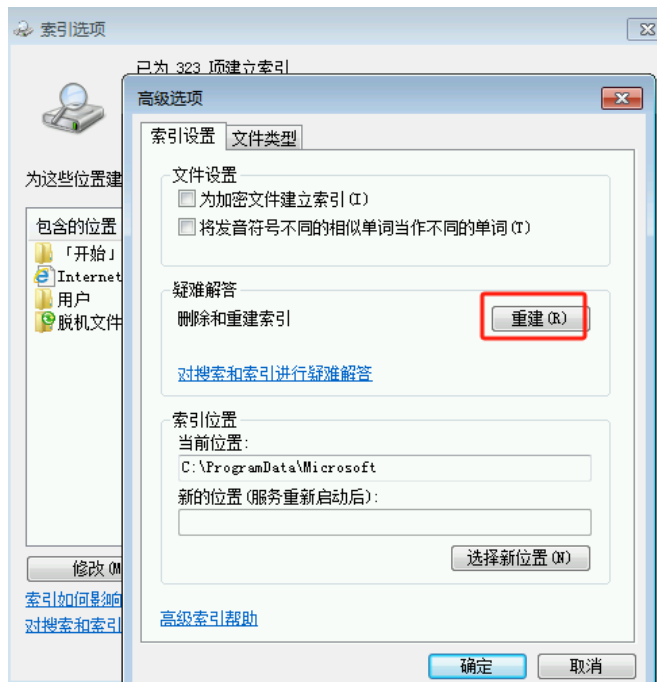 索引选项
已为 323 项建立索引
高级选项
索引设置
文件类型
为这些位置建
文件设置
为加密文件建立索引(I)
将发音符号不同的相似单词当作不同的单词(T)
包含的位置
「开始」
Internet
用户
脱机文件
疑难解答
删除和重建索引
重建(R)
对搜索和索引进行疑难解答
索引位置
当前位置:
C:\ProgramData\Microsoft
新的位置(服务重新启动后):
选择新位置(N)
修改(M
索引如何影响
对搜索和索引
高级索引帮助
确定
取消